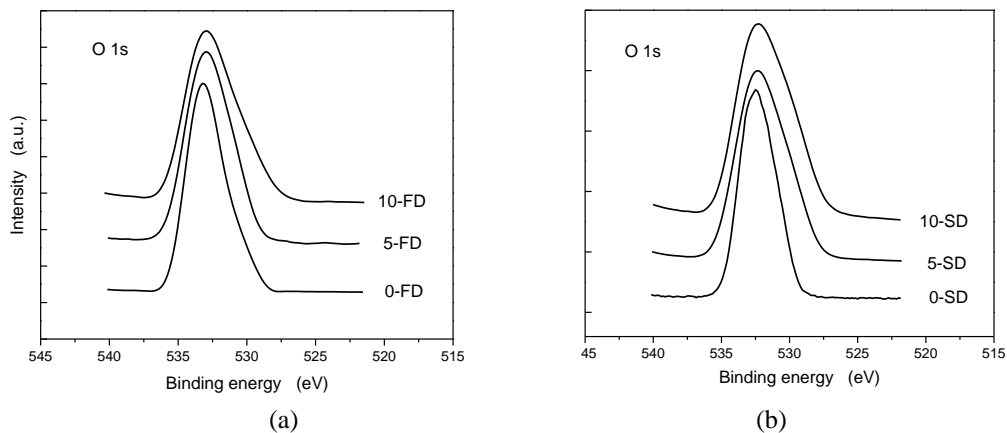 O 1s
Intensity (a.u.)
10-FD
5-FD
0-FD
545 540 535 530 525 520 515
Binding energy (eV)
(a)
O 1s
10-SD
5-SD
0-SD
45 540 535 530 525 520 515
Binding energy (eV)
(b)